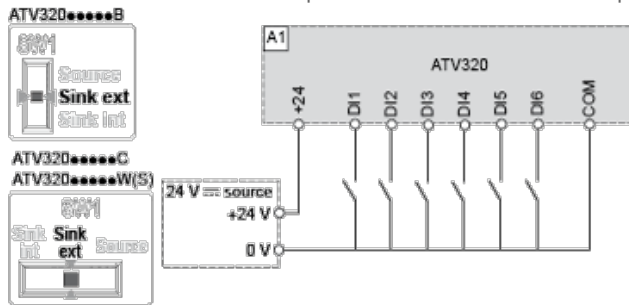 ATV320●●●●●B
SW1
Source
Sink ext
Sink Int
ATV320●●●●●C
ATV320●●●●●W(S)
SW1
Sink int
Sink ext
Source
A1
ATV320
+24
DI1
DI2
DI3
DI4
DI5
DI6
COM
24 V ⎓ source
+24 V
0 V